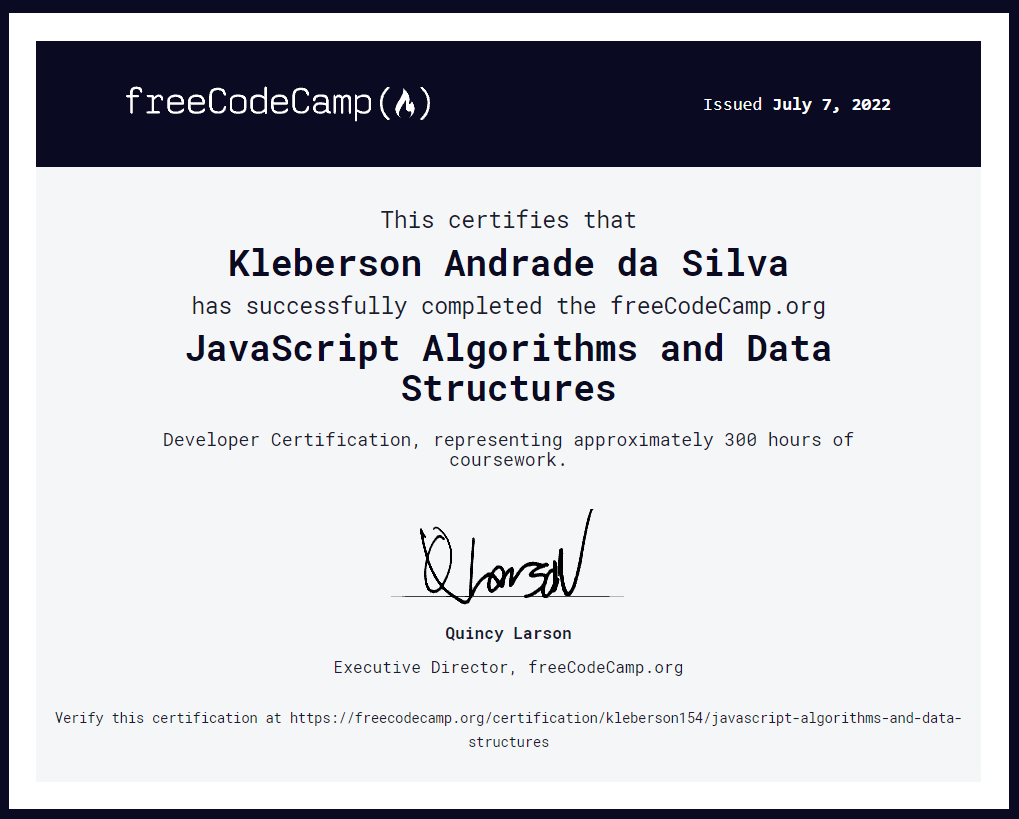 freeCodeCamp(🔥)
Issued July 7, 2022
This certifies that
Kleberson Andrade da Silva
has successfully completed the freeCodeCamp.org
JavaScript Algorithms and Data
Structures
Developer Certification, representing approximately 300 hours of
coursework.
Q Larson
Quincy Larson
Executive Director, freeCodeCamp.org
Verify this certification at https://freecodecamp.org/certification/kleberson154/javascript-algorithms-and-data-
structures